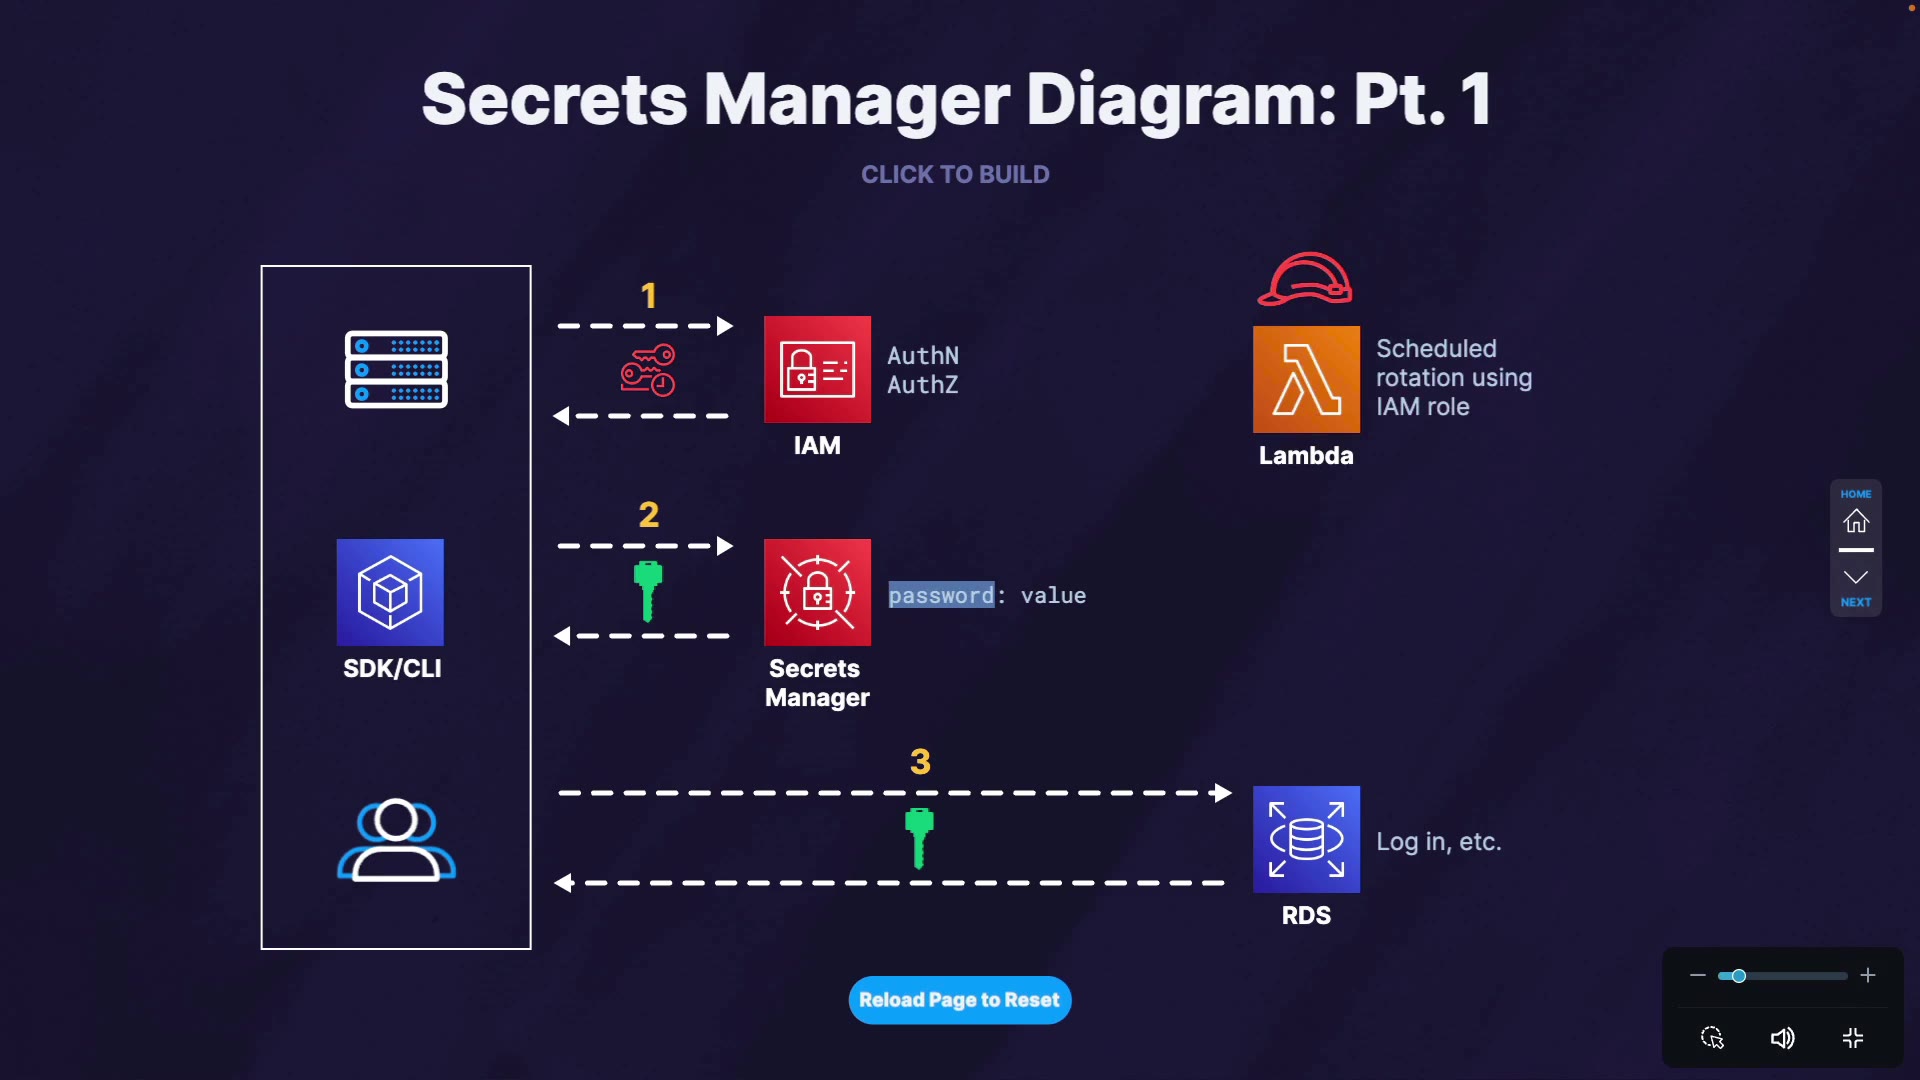 Secrets Manager Diagram: Pt. 1
CLICK TO BUILD
1
AuthN
AuthZ
IAM
Scheduled
rotation using
IAM role
Lambda
HOME
NEXT
2
SDK/CLI
password: value
Secrets
Manager
3
Log in, etc.
RDS
Reload Page to Reset